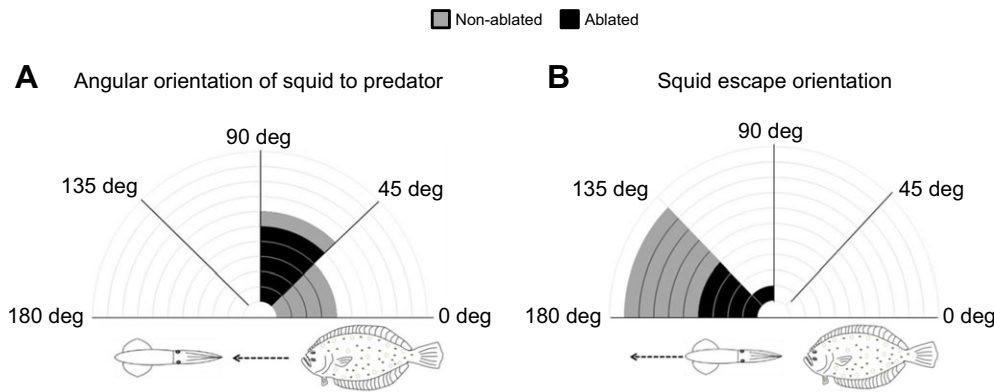 Non-ablated Ablated
A Angular orientation of squid to predator
90 deg
135 deg
45 deg
180 deg
0 deg
B Squid escape orientation
90 deg
135 deg
45 deg
180 deg
0 deg